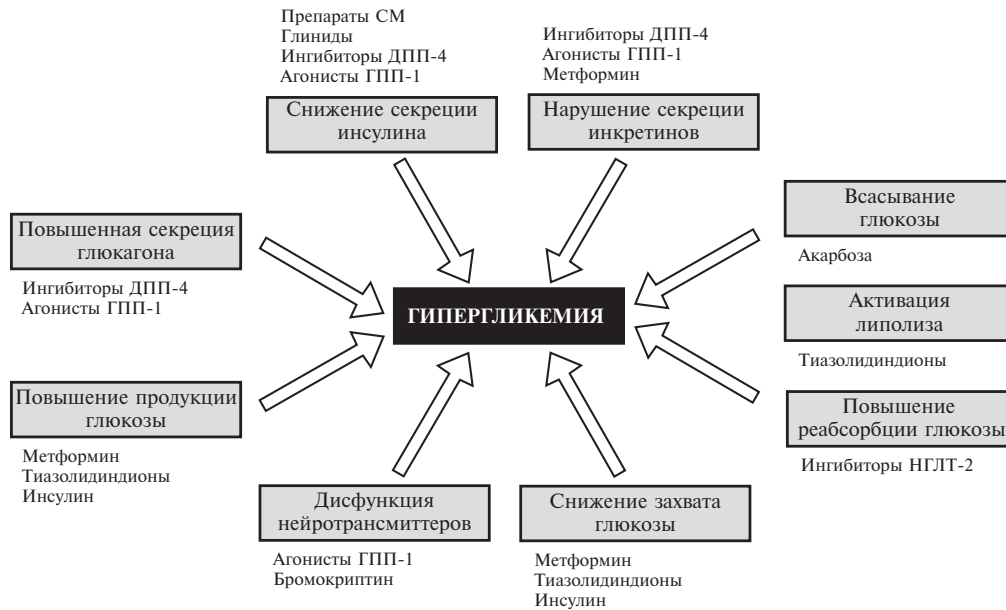 Препараты СМ
Глиниды
Ингибиторы ДПП-4
Агонисты ГПП-1
Снижение секреции
инсулина
Ингибиторы ДПП-4
Агонисты ГПП-1
Метформин
Нарушение секреции
инкретинов
Всасывание
глюкозы
Акарбоза
Повышенная секреция
глюкагона
Ингибиторы ДПП-4
Агонисты ГПП-1
ГИПЕРГЛИКЕМИЯ
Активация
липолиза
Тиазолидиндионы
Повышение продукции
глюкозы
Метформин
Тиазолидиндионы
Инсулин
Повышение
реабсорбции глюкозы
Ингибиторы НГЛТ-2
Дисфункция
нейротрансмиттеров
Агонисты ГПП-1
Бромокриптин
Снижение захвата
глюкозы
Метформин
Тиазолидиндионы
Инсулин